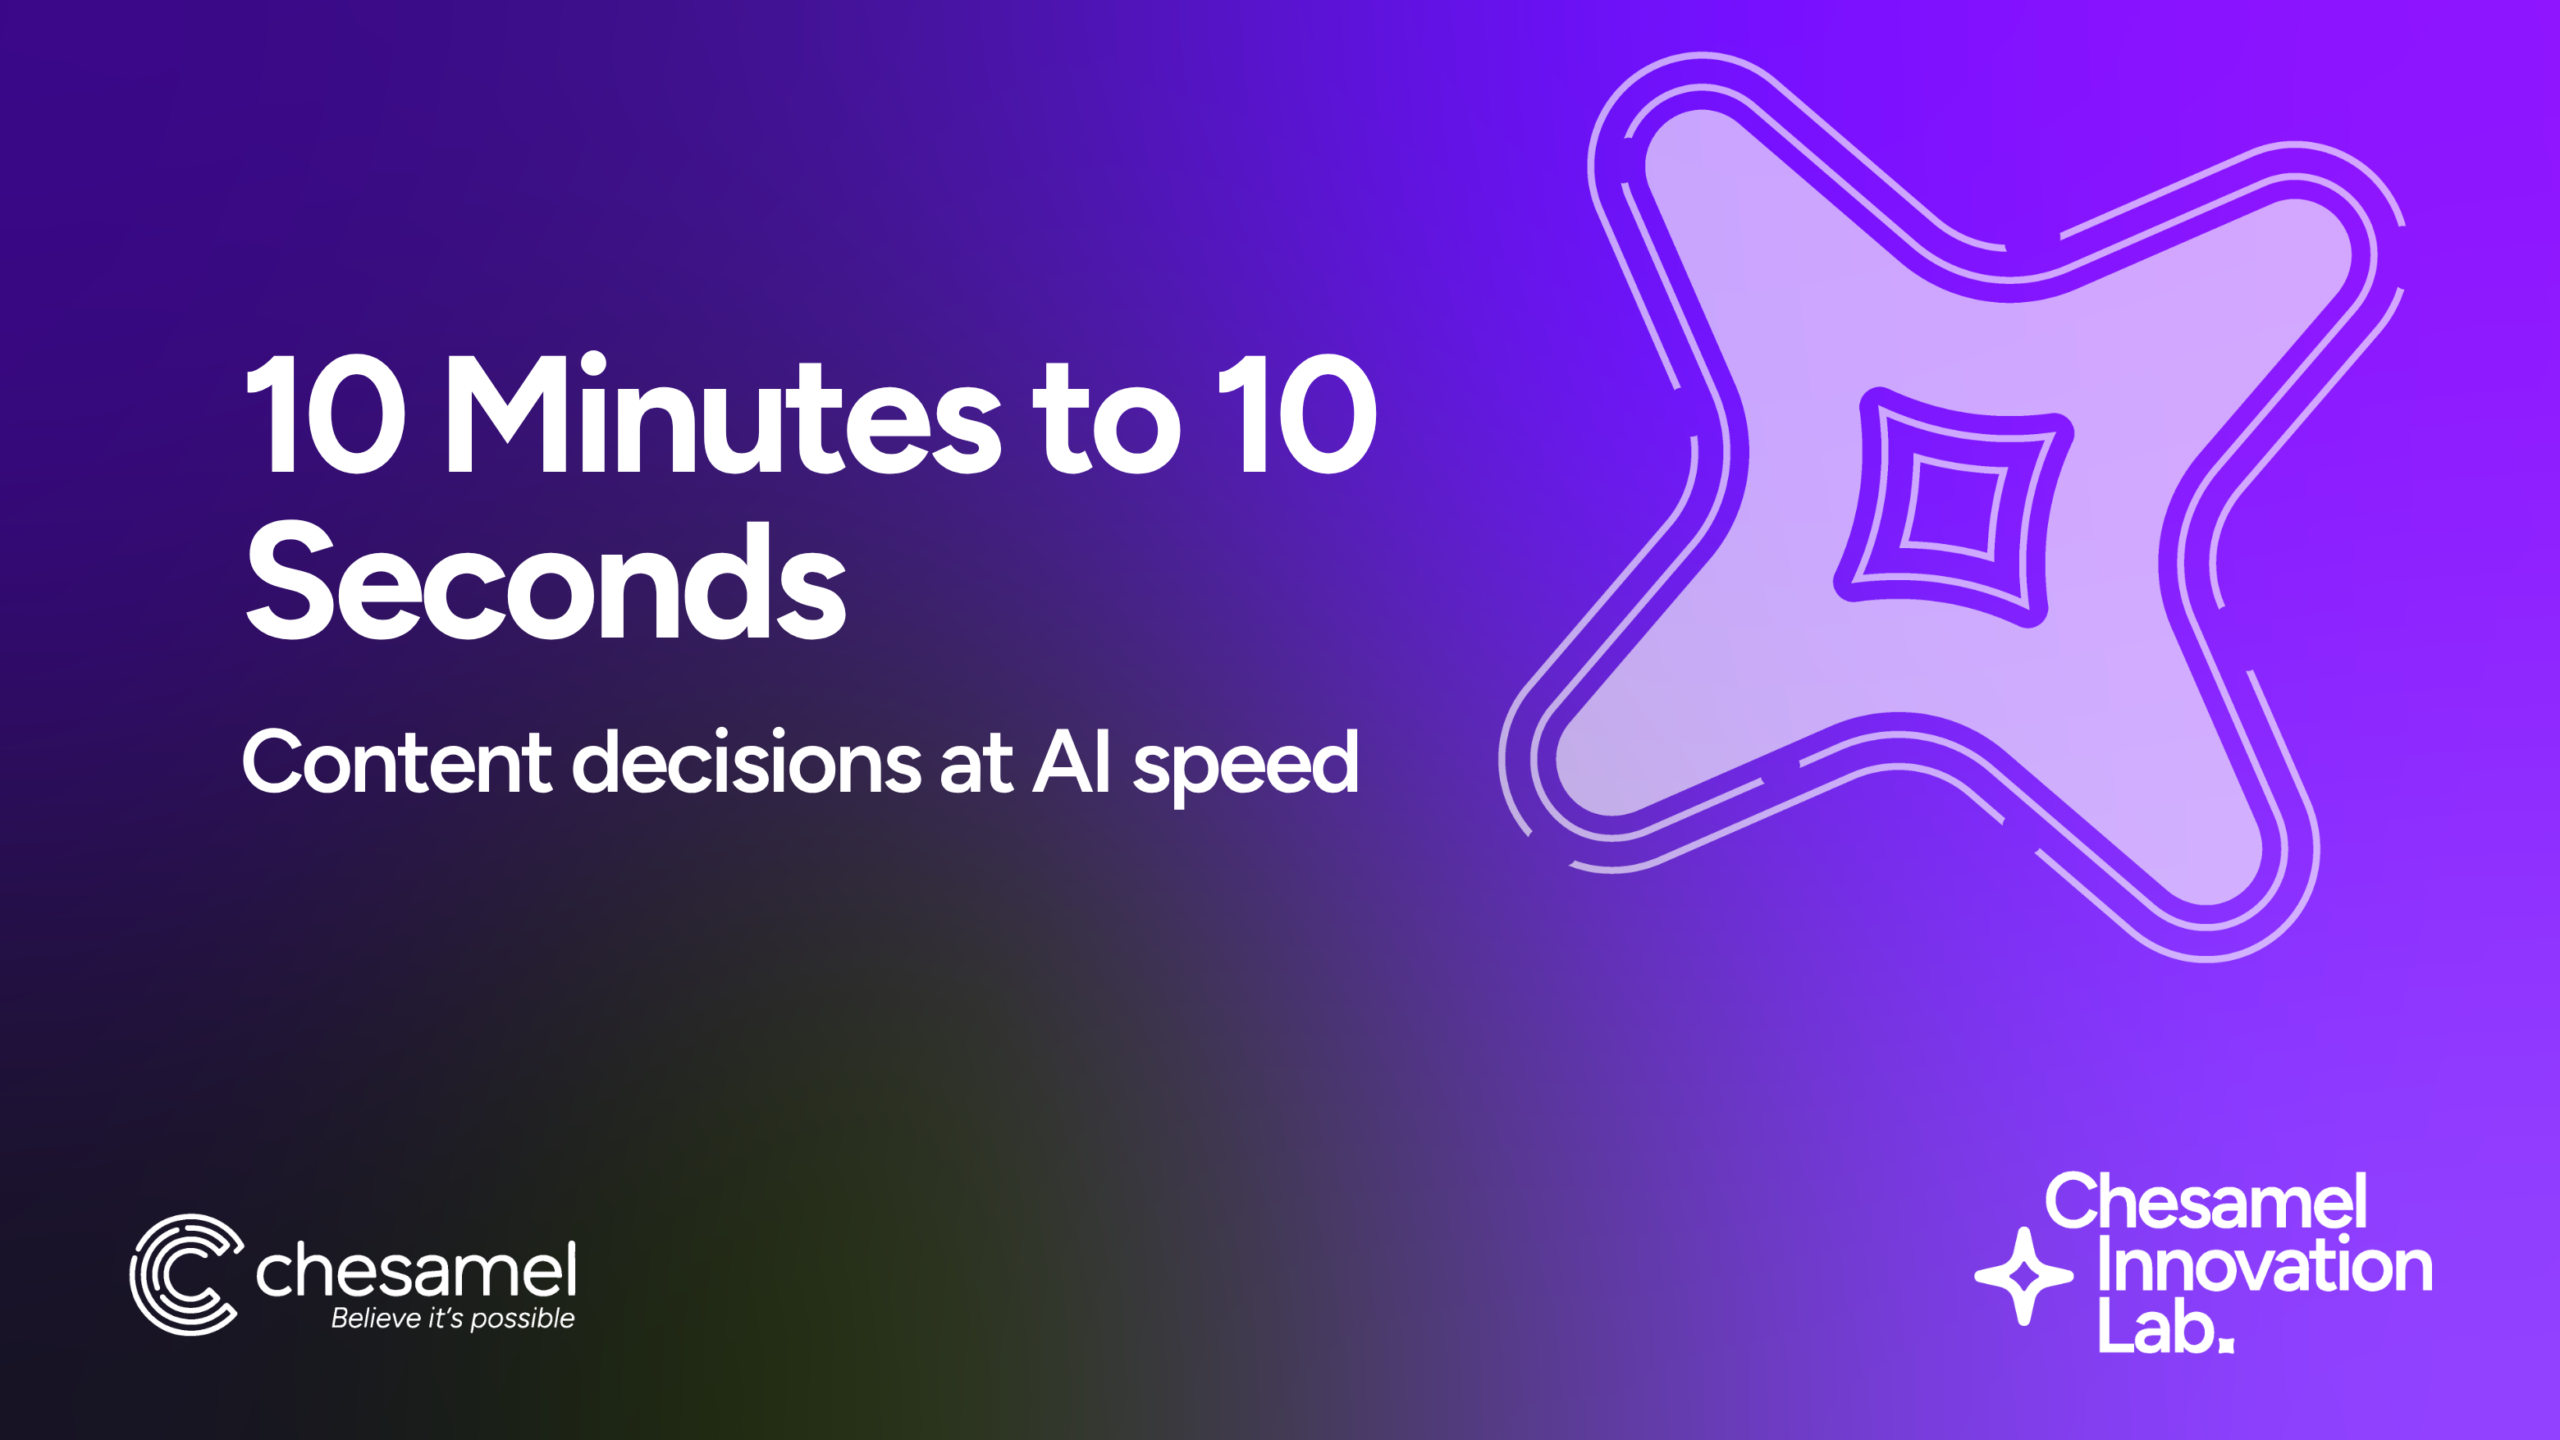 10 Minutes to 10
Seconds
Content decisions at AI speed
chesamel
Believe it's possible
Chesamel
Innovation
Lab.